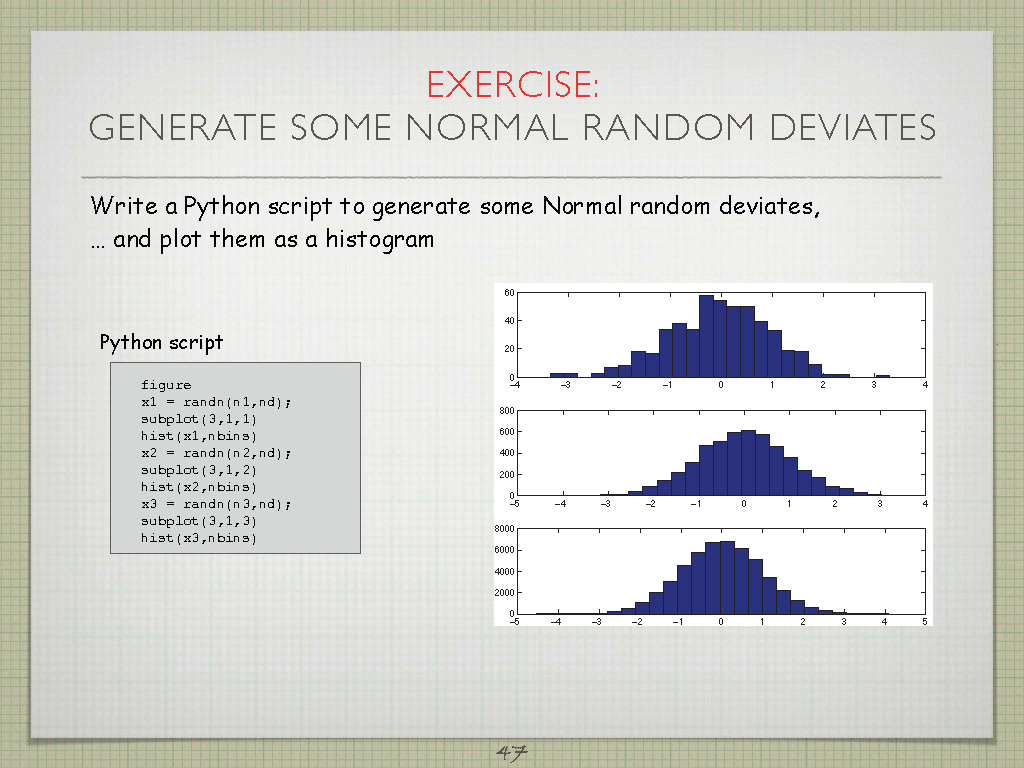 EXERCISE:
GENERATE SOME NORMAL RANDOM DEVIATES
Write a Python script to generate some Normal random deviates,
… and plot them as a histogram
Python script
figure
x1 = randn(n1,nd);
subplot(3,1,1)
hist(x1,nbins)
x2 = randn(n2,nd);
subplot(3,1,2)
hist(x2,nbins)
x3 = randn(n3,nd);
subplot(3,1,3)
hist(x3,nbins)
60
40
20
0
−4 −3 −2 −1 0 1 2 3 4
800
600
400
200
0
−5 −4 −3 −2 −1 0 1 2 3 4
8000
6000
4000
2000
0
−5 −4 −3 −2 −1 0 1 2 3 4 5
47